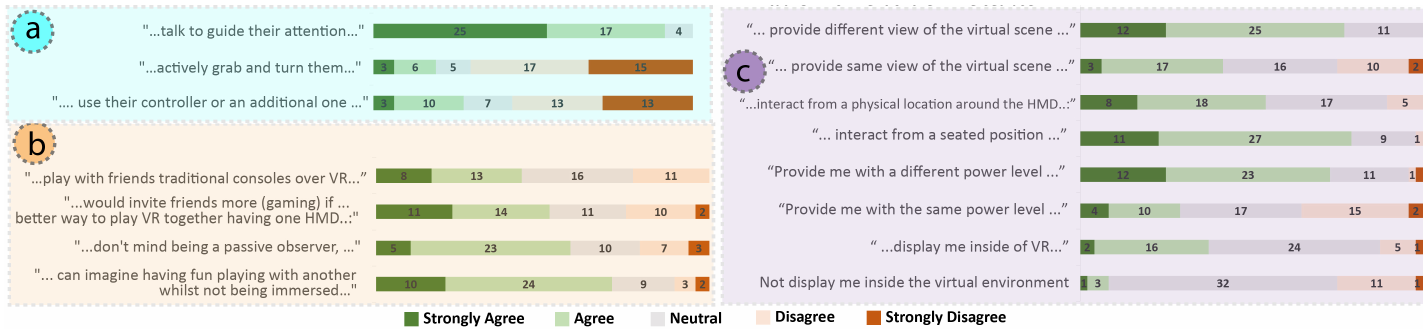 a
"...talk to guide their attention..."
25 17 4
"...actively grab and turn them..."
3 6 5 17 15
".... use their controller or an additional one ..."
3 10 7 13 13
b
"...play with friends traditional consoles over VR..."
8 13 16 11
"...would invite friends more (gaming) if ...
better way to play VR together having one HMD..:"
11 14 11 10 2
"...don't mind being a passive observer, ..."
5 23 10 7 3
"... can imagine having fun playing with another
whilst not being immersed..."
10 24 9 3 2
c
“... provide different view of the virtual scene ...”
12 25 11
“... provide same view of the virtual scene ...”
3 17 16 10 2
“...interact from a physical location around the HMD..:”
8 18 17 5
“... interact from a seated position ...”
11 27 9 1
“Provide me with a different power level ...”
12 23 11 1
“Provide me with the same power level ...”
4 10 17 15 2
“ ...display me inside of VR...”
2 16 24 5 1
Not display me inside the virtual environment
1 3 32 11 1
Strongly Agree Agree Neutral Disagree Strongly Disagree